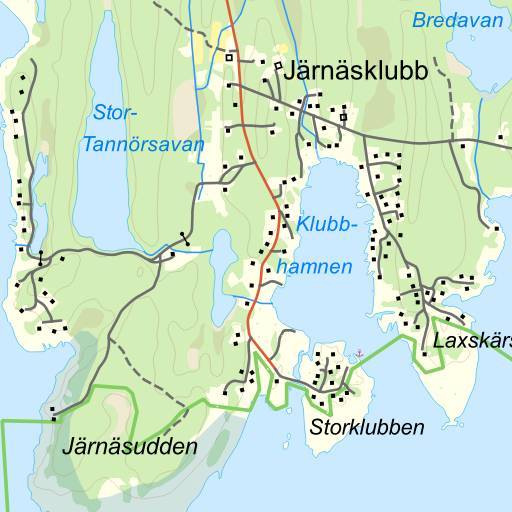 Bredavan
Järnäsklubb
Stor-
Tannörsavan
Klubb-
hamnen
Laxskärs
Storklubben
Järnäsudden